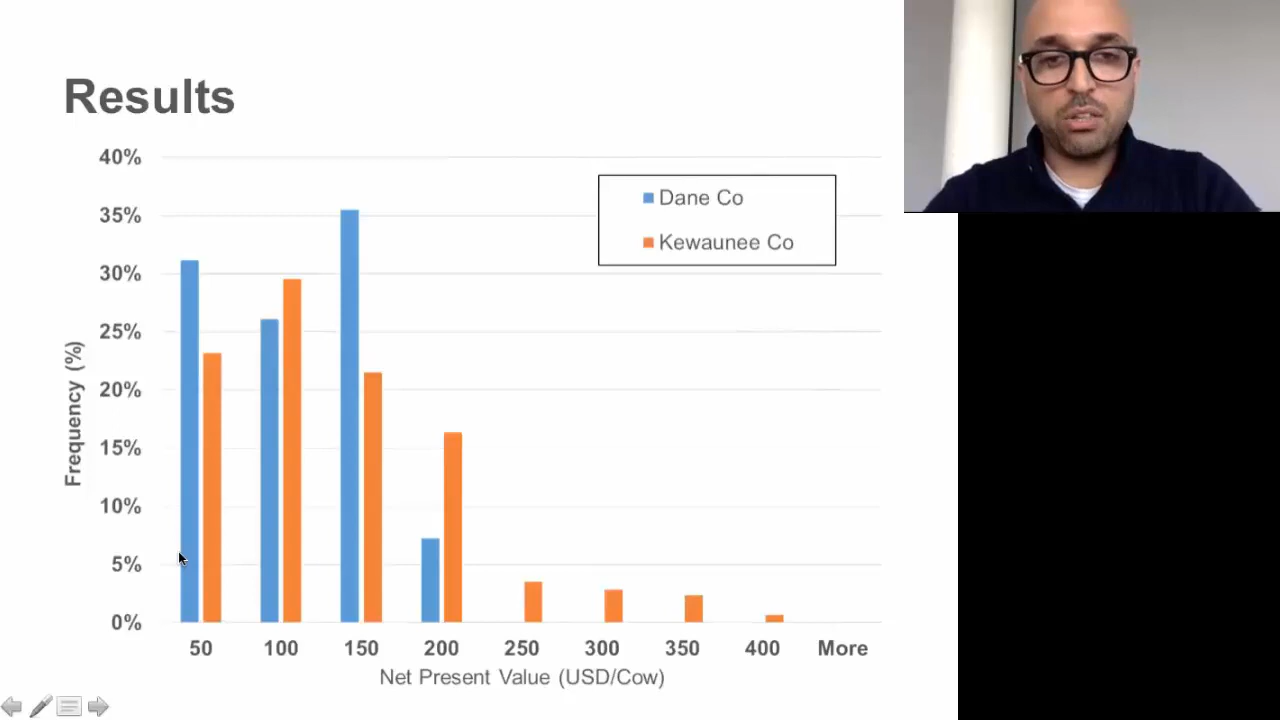 Results
40%
35%
30%
25%
20%
15%
10%
5%
0%
Frequency (%)
Dane Co
Kewaunee Co
50 100 150 200 250 300 350 400 More
Net Present Value (USD/Cow)